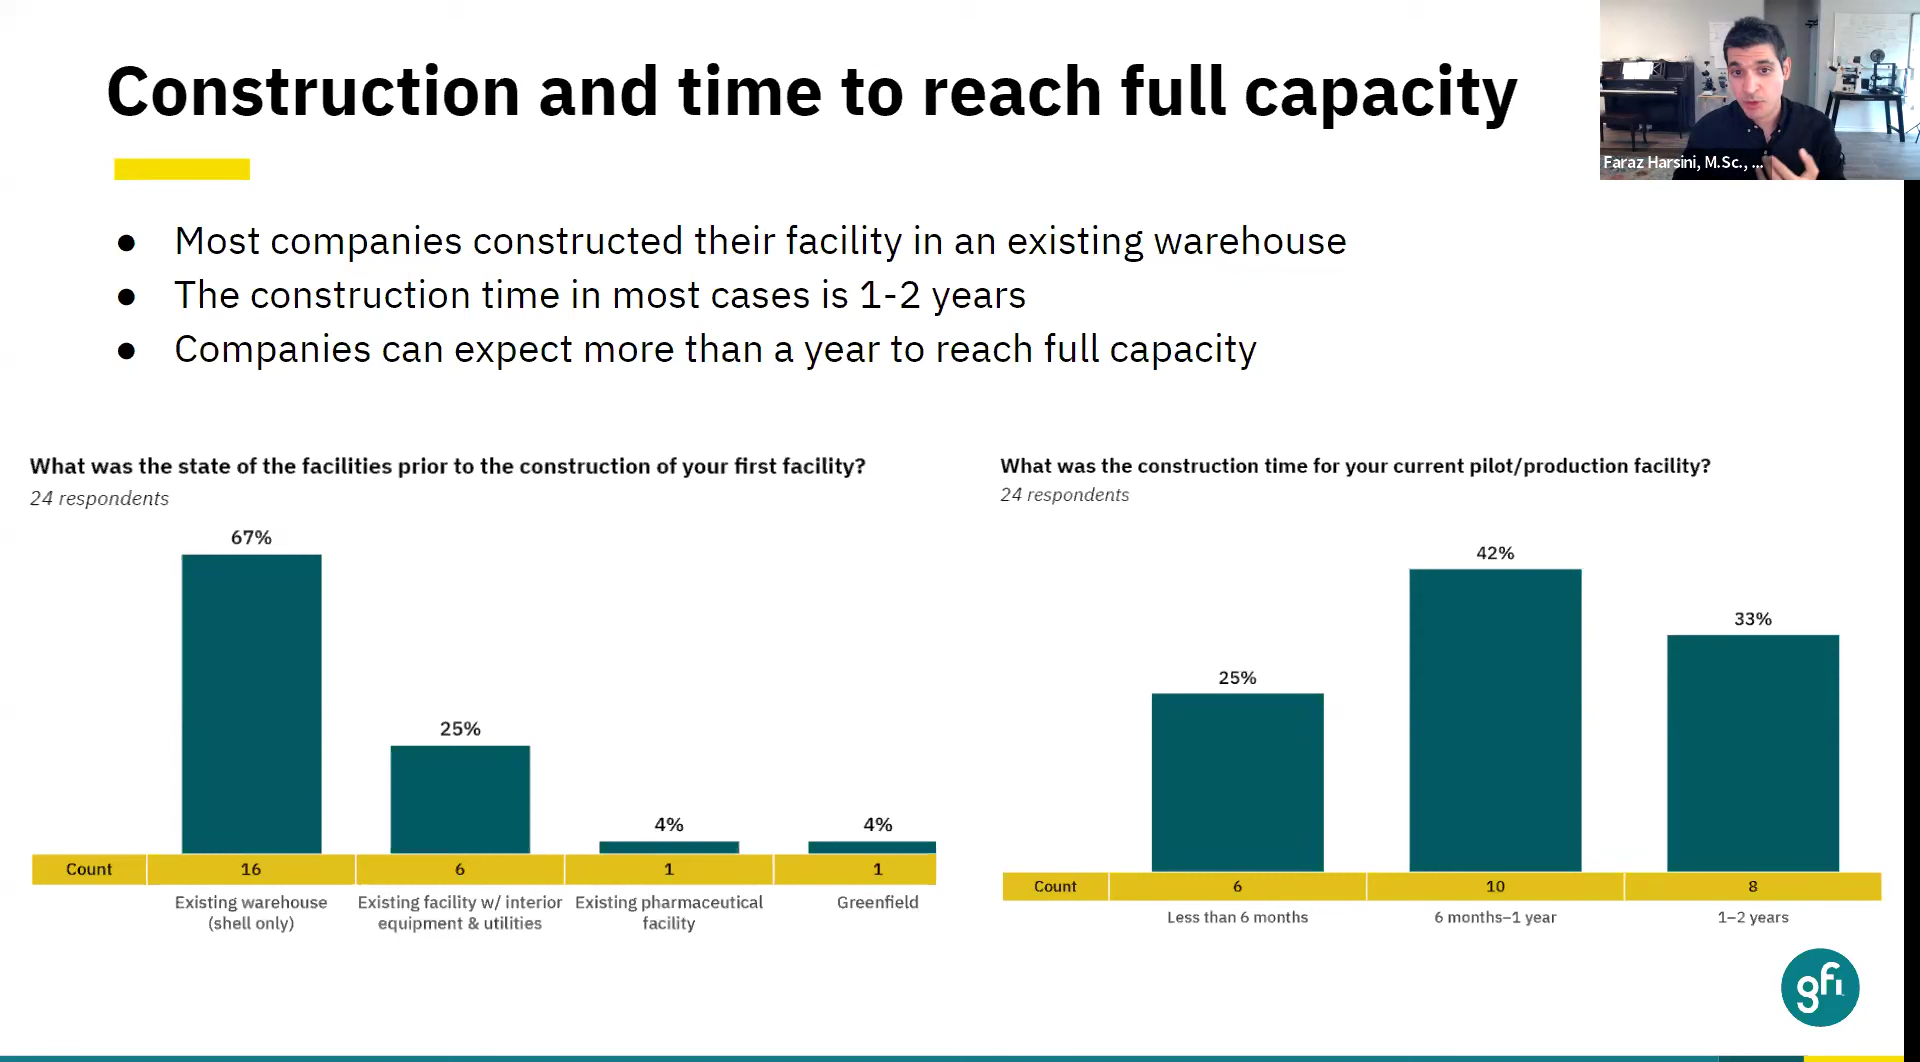 Construction and time to reach full capacity
Faraz Harsini, M.Sc., ...
● Most companies constructed their facility in an existing warehouse
● The construction time in most cases is 1-2 years
● Companies can expect more than a year to reach full capacity
What was the state of the facilities prior to the construction of your first facility?
24 respondents
67%
25%
4%
4%
Count 16 6 1 1
Existing warehouse
(shell only)
Existing facility w/ interior
equipment & utilities
Existing pharmaceutical
facility
Greenfield
What was the construction time for your current pilot/production facility?
24 respondents
25%
42%
33%
Count 6 10 8
Less than 6 months 6 months–1 year 1–2 years
gfi